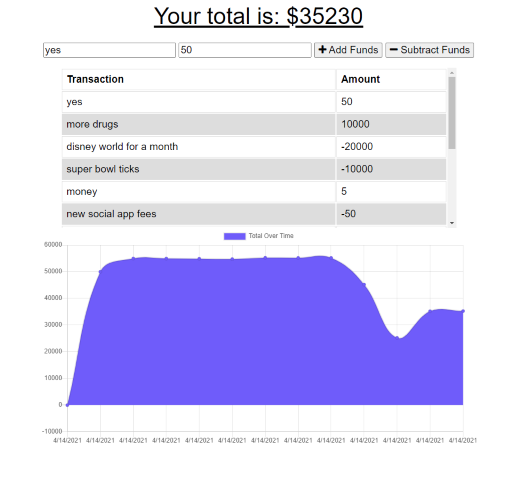 Your total is: $35230
yes 50 Add Funds Subtract Funds
Transaction Amount
yes 50
more drugs 10000
disney world for a month -20000
super bowl ticks -10000
money 5
new social app fees -50
Total Over Time
60000
50000
40000
30000
20000
10000
0
-10000
4/14/2021 4/14/2021 4/14/2021 4/14/2021 4/14/2021 4/14/2021 4/14/2021 4/14/2021 4/14/2021 4/14/2021 4/14/2021 4/14/2021 4/14/2021